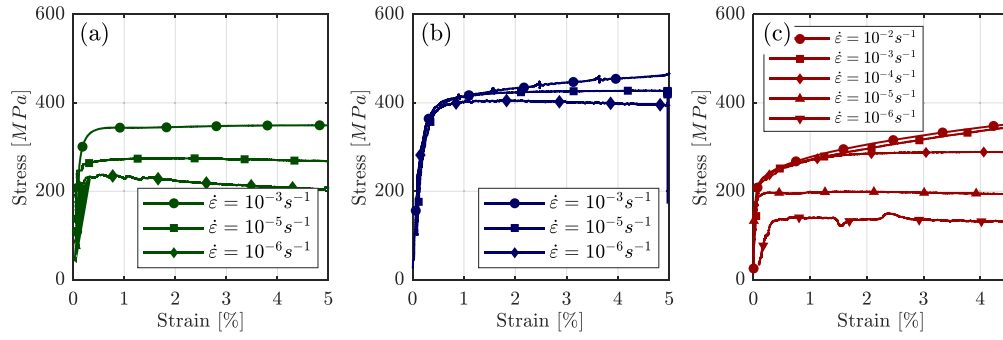 (a)
600
400
200
0
Stress [MPa]
0 1 2 3 4 5
Strain [%]
ε̇ = 10⁻³s⁻¹
ε̇ = 10⁻⁵s⁻¹
ε̇ = 10⁻⁶s⁻¹
(b)
600
400
200
0
Stress [MPa]
0 1 2 3 4 5
Strain [%]
ε̇ = 10⁻³s⁻¹
ε̇ = 10⁻⁵s⁻¹
ε̇ = 10⁻⁶s⁻¹
(c)
600
400
200
0
Stress [MPa]
0 1 2 3 4
Strain [%]
ε̇ = 10⁻²s⁻¹
ε̇ = 10⁻³s⁻¹
ε̇ = 10⁻⁴s⁻¹
ε̇ = 10⁻⁵s⁻¹
ε̇ = 10⁻⁶s⁻¹